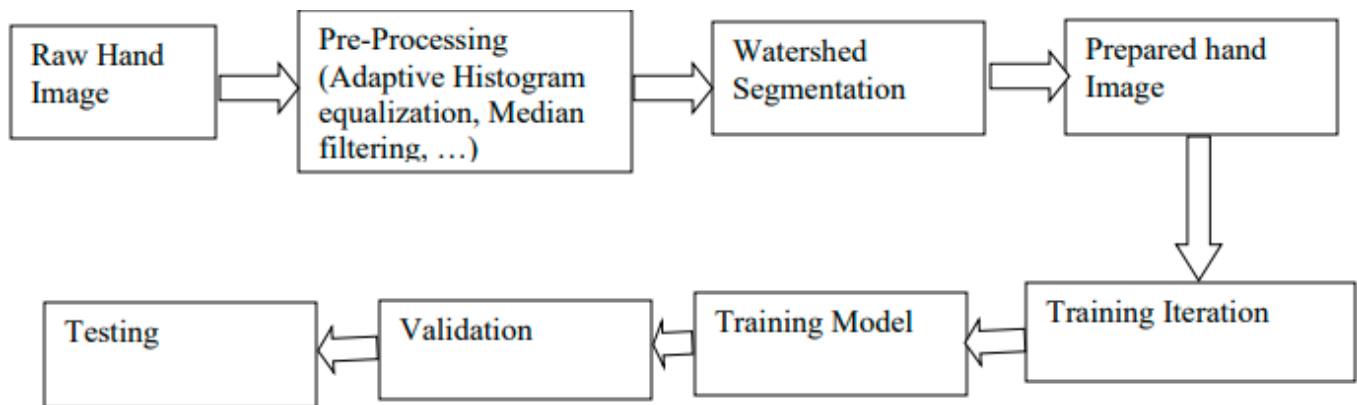 Raw Hand
Image
Pre-Processing
(Adaptive Histogram
equalization, Median
filtering, …)
Watershed
Segmentation
Prepared hand
Image
Testing
Validation
Training Model
Training Iteration